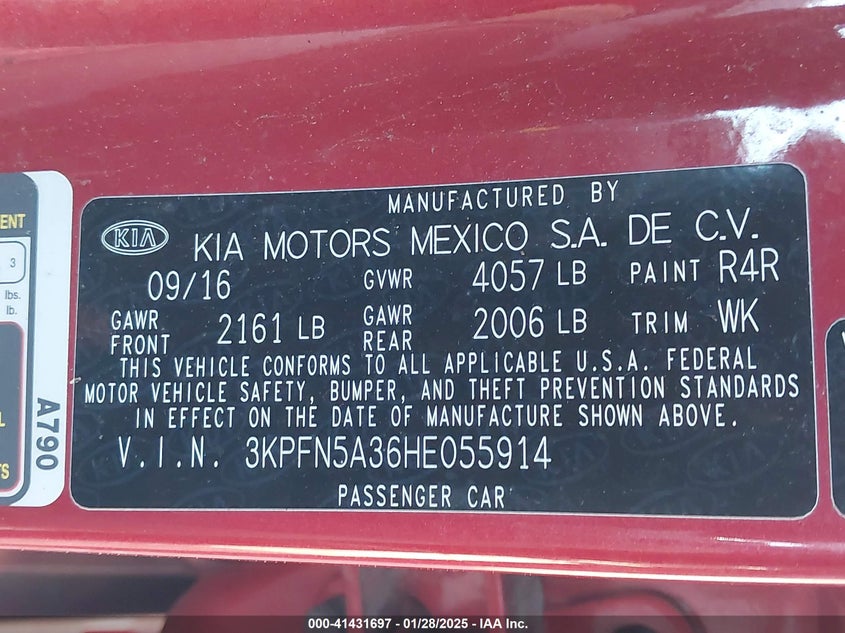 MANUFACTURED BY
KIA KIA MOTORS MEXICO S.A. DE C.V.
09/16 GVWR 4057 LB PAINT R4R
GAWR FRONT 2161 LB GAWR REAR 2006 LB TRIM WK
THIS VEHICLE CONFORMS TO ALL APPLICABLE U.S.A. FEDERAL
MOTOR VEHICLE SAFETY, BUMPER, AND THEFT PREVENTION STANDARDS
IN EFFECT ON THE DATE OF MANUFACTURE SHOWN ABOVE.
V.I.N. 3KPFN5A36HE055914
PASSENGER CAR
3
lbs.
lb.
A790
000-41431697 - 01/28/2025 - IAA Inc.